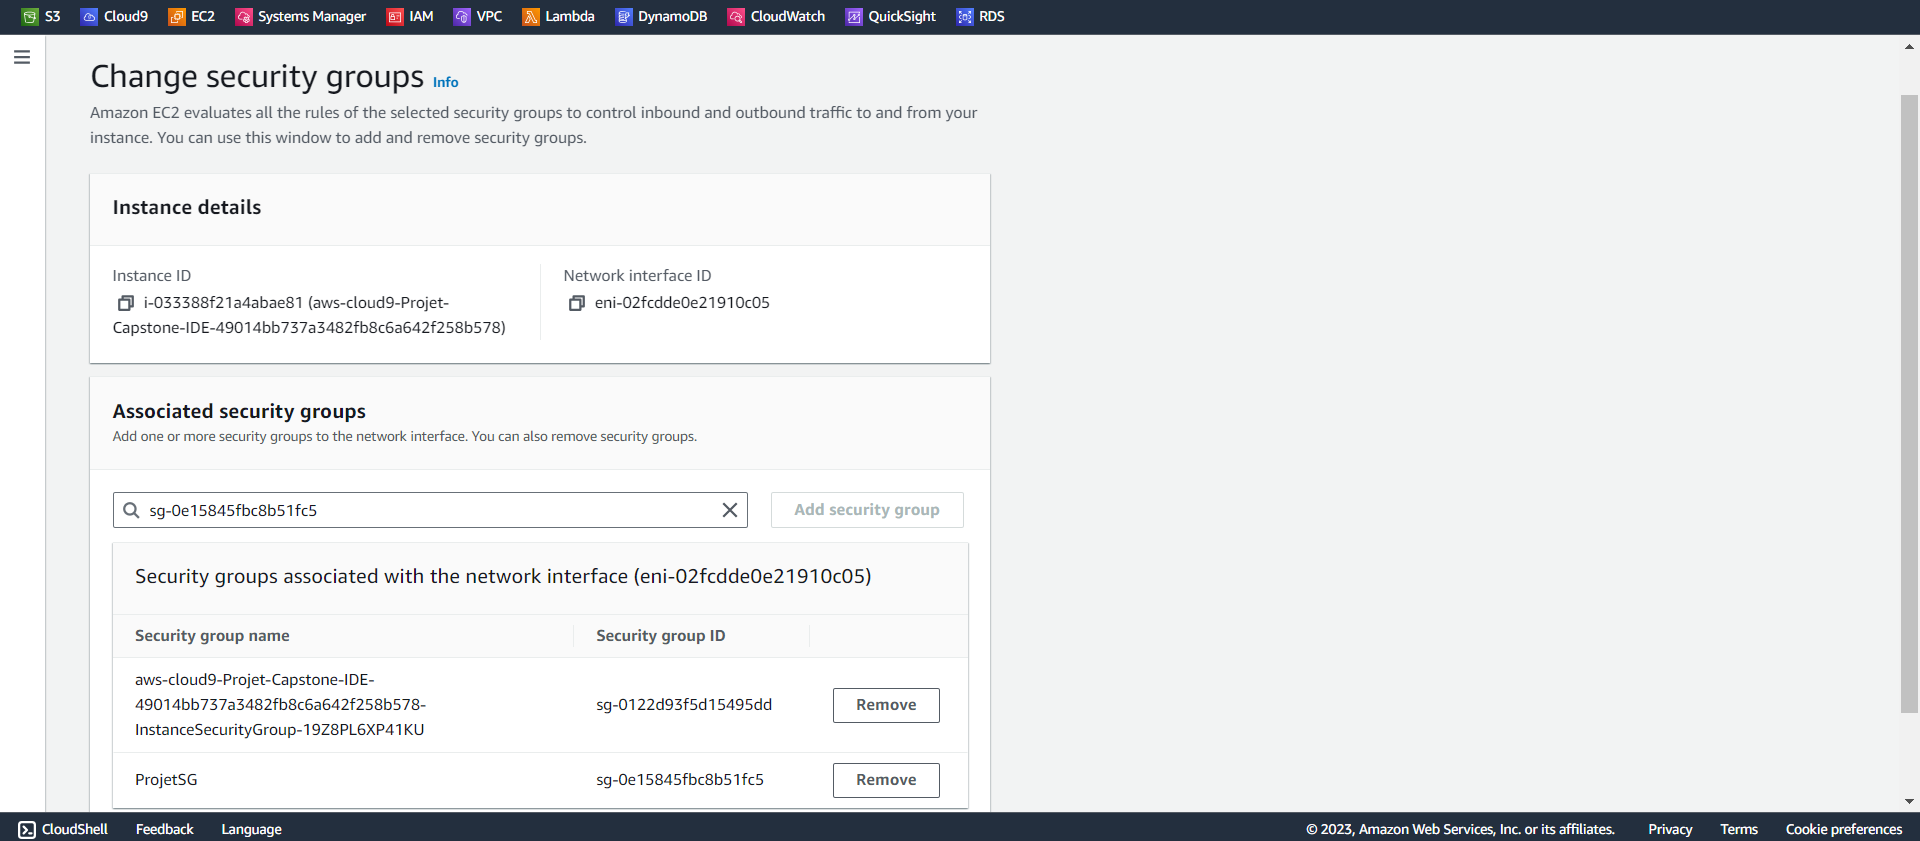 S3 Cloud9 EC2 Systems Manager IAM VPC Lambda DynamoDB CloudWatch QuickSight RDS
Change security groups Info
Amazon EC2 evaluates all the rules of the selected security groups to control inbound and outbound traffic to and from your
instance. You can use this window to add and remove security groups.
Instance details
Instance ID
i-033388f21a4abae81 (aws-cloud9-Projet-
Capstone-IDE-49014bb737a3482fb8c6a642f258b578)
Network interface ID
eni-02fcdde0e21910c05
Associated security groups
Add one or more security groups to the network interface. You can also remove security groups.
sg-0e15845fbc8b51fc5
Add security group
Security groups associated with the network interface (eni-02fcdde0e21910c05)
Security group name Security group ID
aws-cloud9-Projet-Capstone-IDE-
49014bb737a3482fb8c6a642f258b578-
InstanceSecurityGroup-19Z8PL6XP41KU
sg-0122d93f5d15495dd
Remove
ProjetSG sg-0e15845fbc8b51fc5 Remove
CloudShell Feedback Language © 2023, Amazon Web Services, Inc. or its affiliates. Privacy Terms Cookie preferences